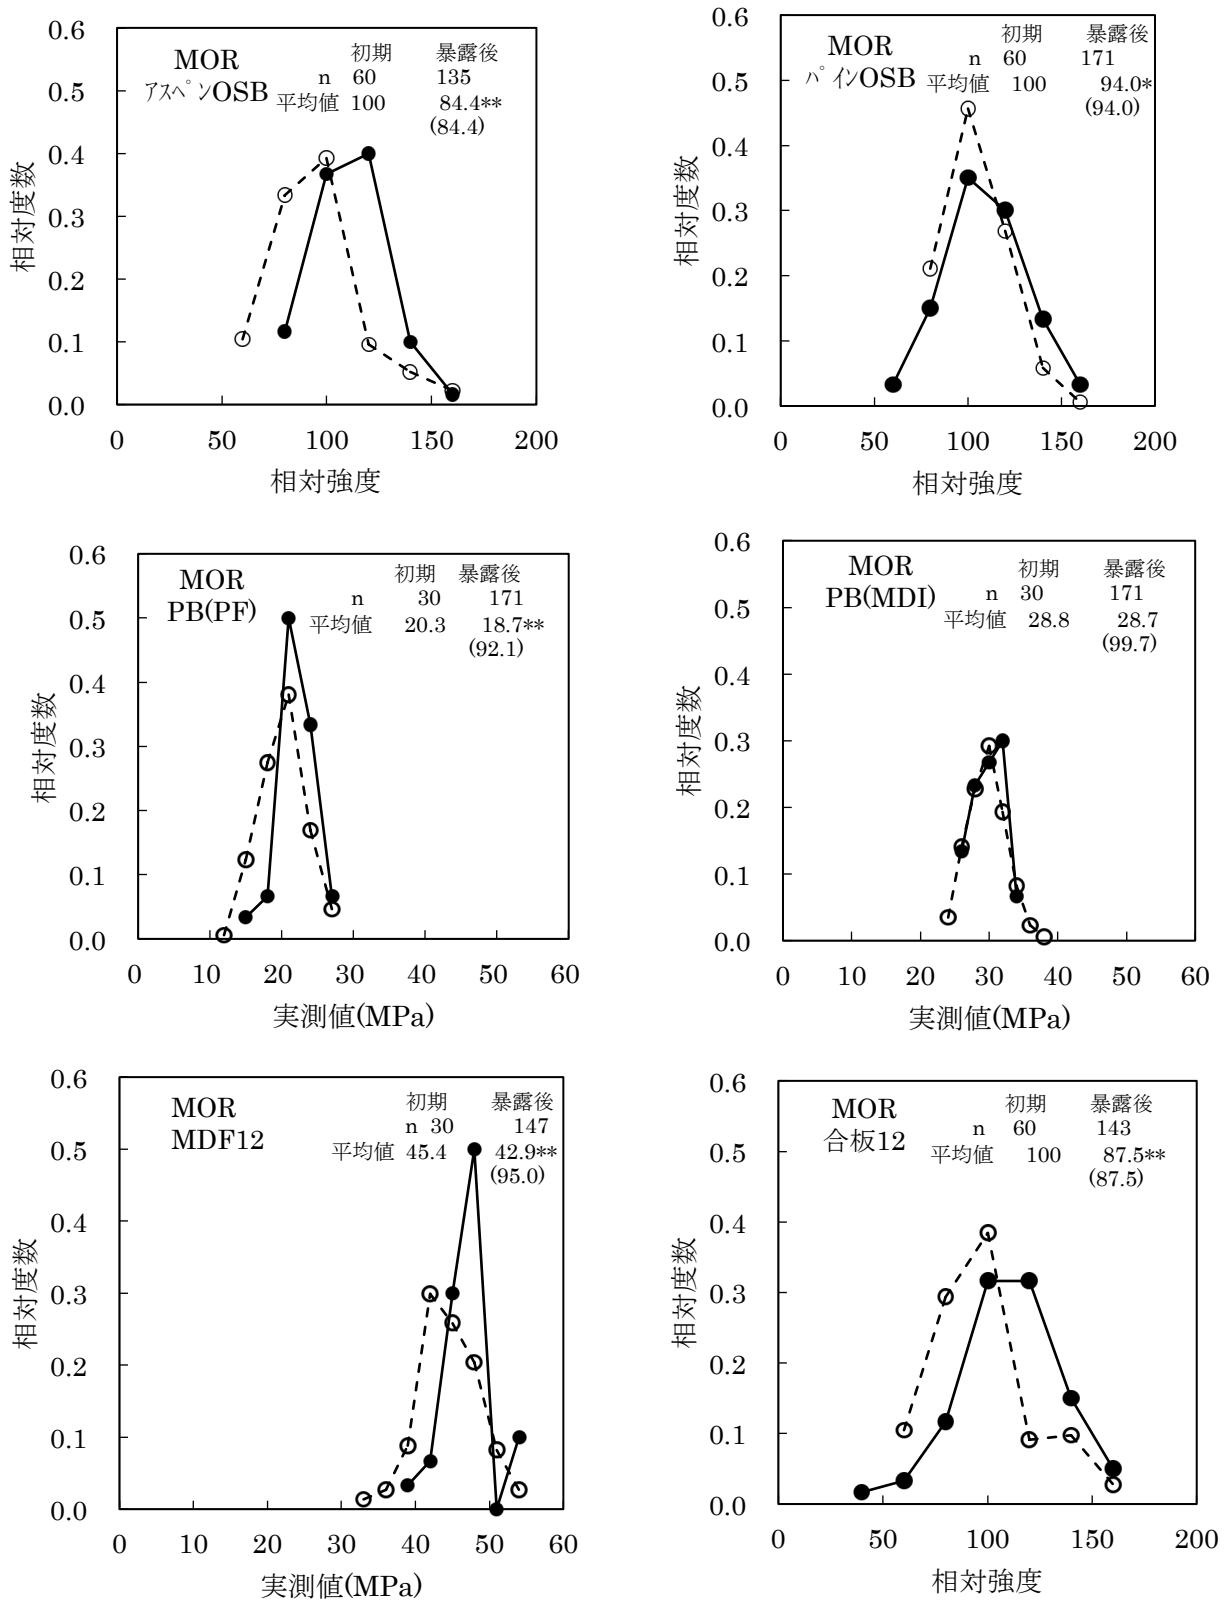 MOR
アスペンOSB
初期 暴露後
n 60 135
平均値 100 84.4**
(84.4)
0.6
0.5
0.4
0.3
0.2
0.1
0.0
相対度数
0 50 100 150 200
相対強度
MOR
パインOSB
初期 暴露後
n 60 171
平均値 100 94.0*
(94.0)
0.6
0.5
0.4
0.3
0.2
0.1
0.0
相対度数
0 50 100 150 200
相対強度
MOR
PB(PF)
初期 暴露後
n 30 171
平均値 20.3 18.7**
(92.1)
0.6
0.5
0.4
0.3
0.2
0.1
0.0
相対度数
0 10 20 30 40 50 60
実測値(MPa)
MOR
PB(MDI)
初期 暴露後
n 30 171
平均値 28.8 28.7
(99.7)
0.6
0.5
0.4
0.3
0.2
0.1
0.0
相対度数
0 10 20 30 40 50 60
実測値(MPa)
MOR
MDF12
初期 暴露後
n 30 147
平均値 45.4 42.9**
(95.0)
0.6
0.5
0.4
0.3
0.2
0.1
0.0
相対度数
0 10 20 30 40 50 60
実測値(MPa)
MOR
合板12
初期 暴露後
n 60 143
平均値 100 87.5**
(87.5)
0.6
0.5
0.4
0.3
0.2
0.1
0.0
相対度数
0 50 100 150 200
相対強度